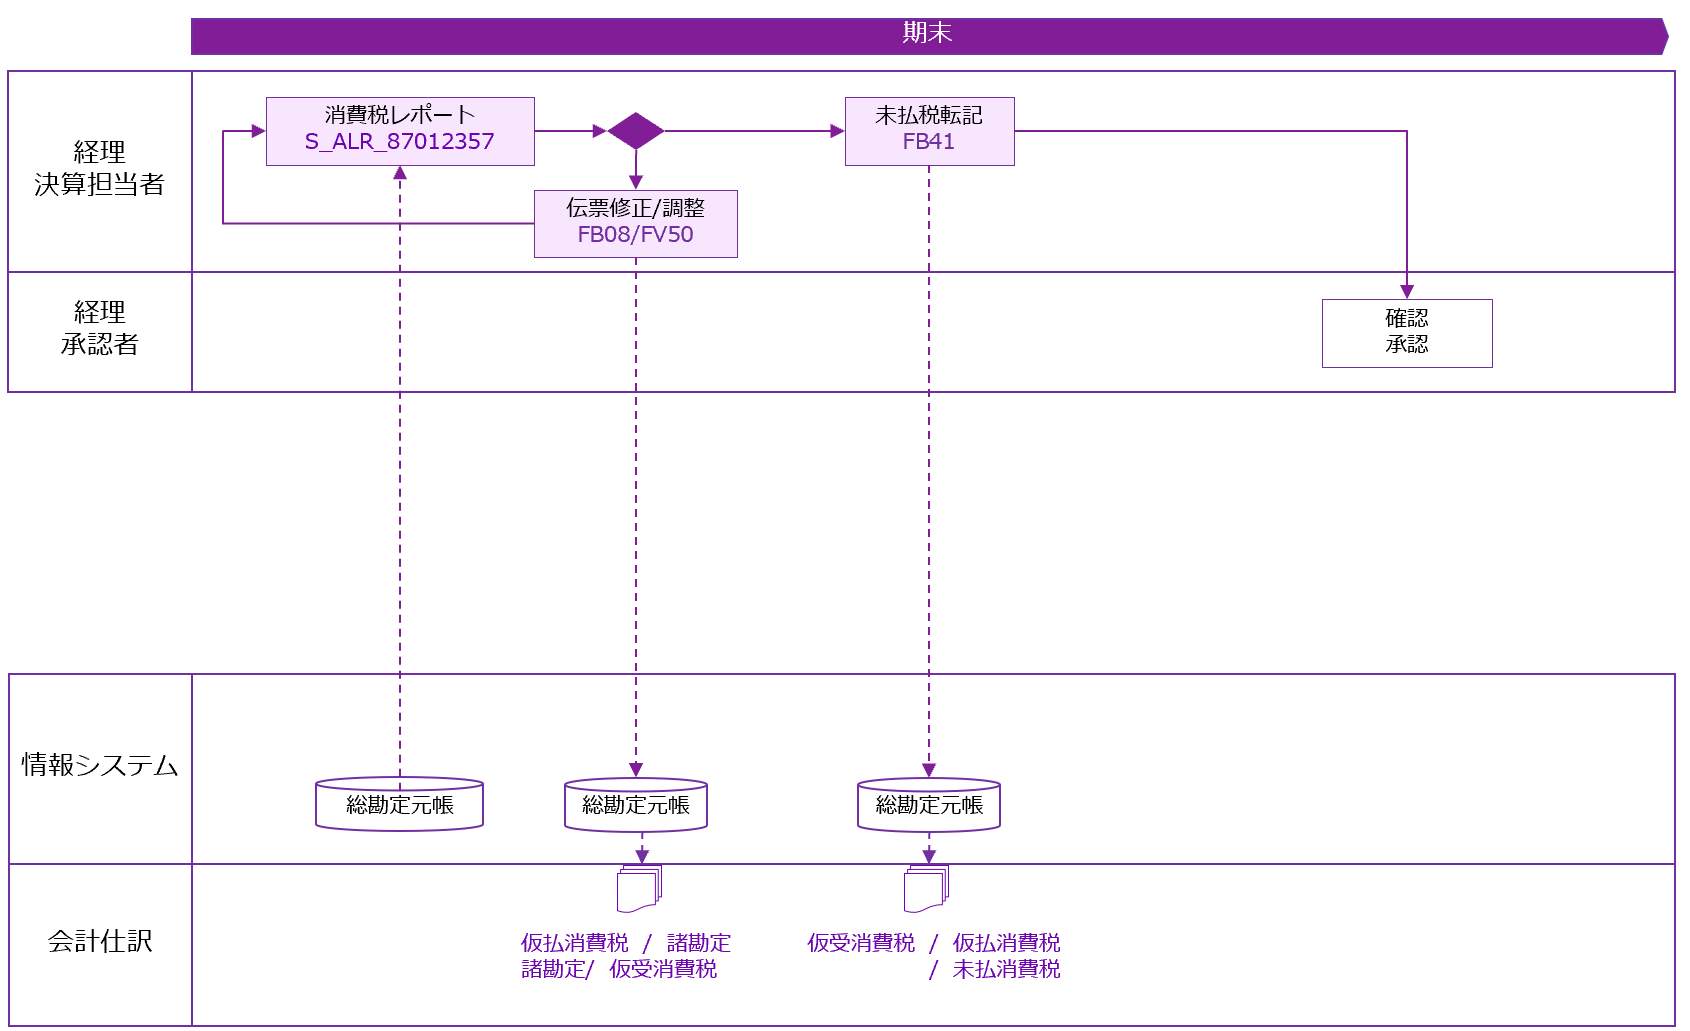 期末
経理
決算担当者
消費税レポート
S_ALR_87012357
未払税転記
FB41
伝票修正/調整
FB08/FV50
経理
承認者
確認
承認
情報システム
総勘定元帳
総勘定元帳
総勘定元帳
会計仕訳
仮払消費税 / 諸勘定
諸勘定/ 仮受消費税
仮受消費税 / 仮払消費税
/ 未払消費税